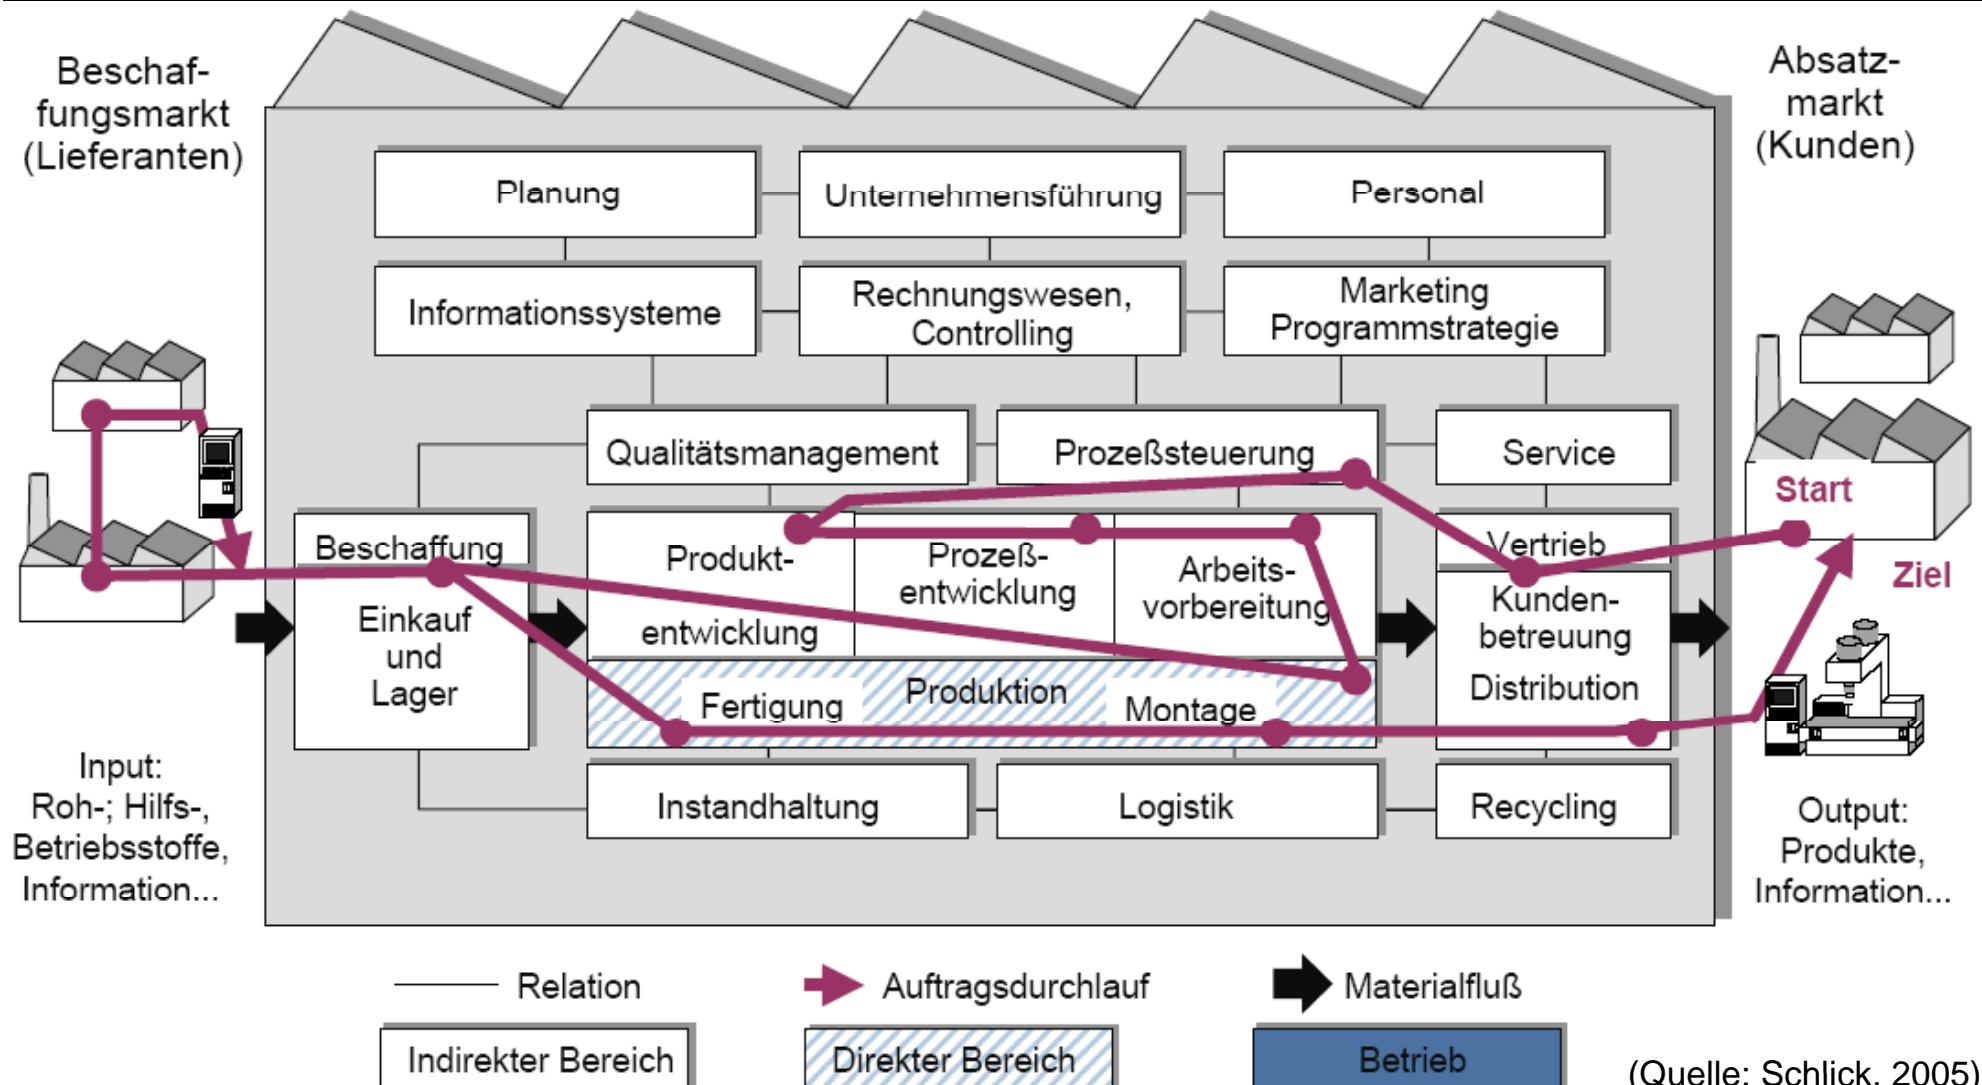 Beschaf-
fungsmarkt
(Lieferanten)
Absatz-
markt
(Kunden)
Planung
Unternehmensführung
Personal
Informationssysteme
Rechnungswesen,
Controlling
Marketing
Programmstrategie
Qualitätsmanagement
Prozeßsteuerung
Service
Start
Ziel
Beschaffung
Einkauf
und
Lager
Produkt-
entwicklung
Prozeß-
entwicklung
Arbeits-
vorbereitung
Vertrieb
Kunden-
betreuung
Distribution
Fertigung
Produktion
Montage
Instandhaltung
Logistik
Recycling
Input:
Roh-; Hilfs-,
Betriebsstoffe,
Information...
Output:
Produkte,
Information...
Relation
Auftragsdurchlauf
Materialfluß
Indirekter Bereich
Direkter Bereich
Betrieb
(Quelle: Schlick, 2005)